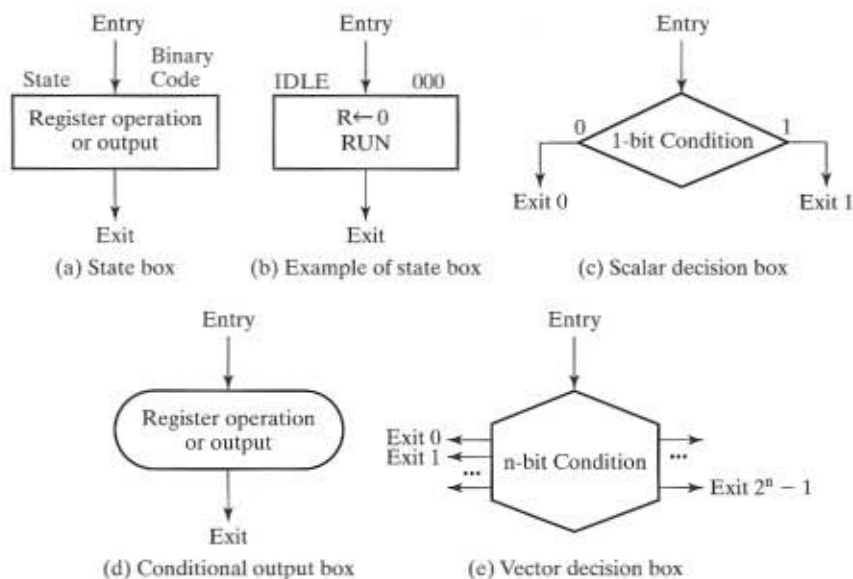 Entry
State
Binary
Code
Register operation
or output
Exit
(a) State box
Entry
IDLE 000
R←0
RUN
Exit
(b) Example of state box
Entry
0 1
1-bit Condition
Exit 0 Exit 1
(c) Scalar decision box
Entry
Register operation
or output
Exit
(d) Conditional output box
Entry
Exit 0
Exit 1
...
n-bit Condition
...
Exit 2ⁿ − 1
(e) Vector decision box